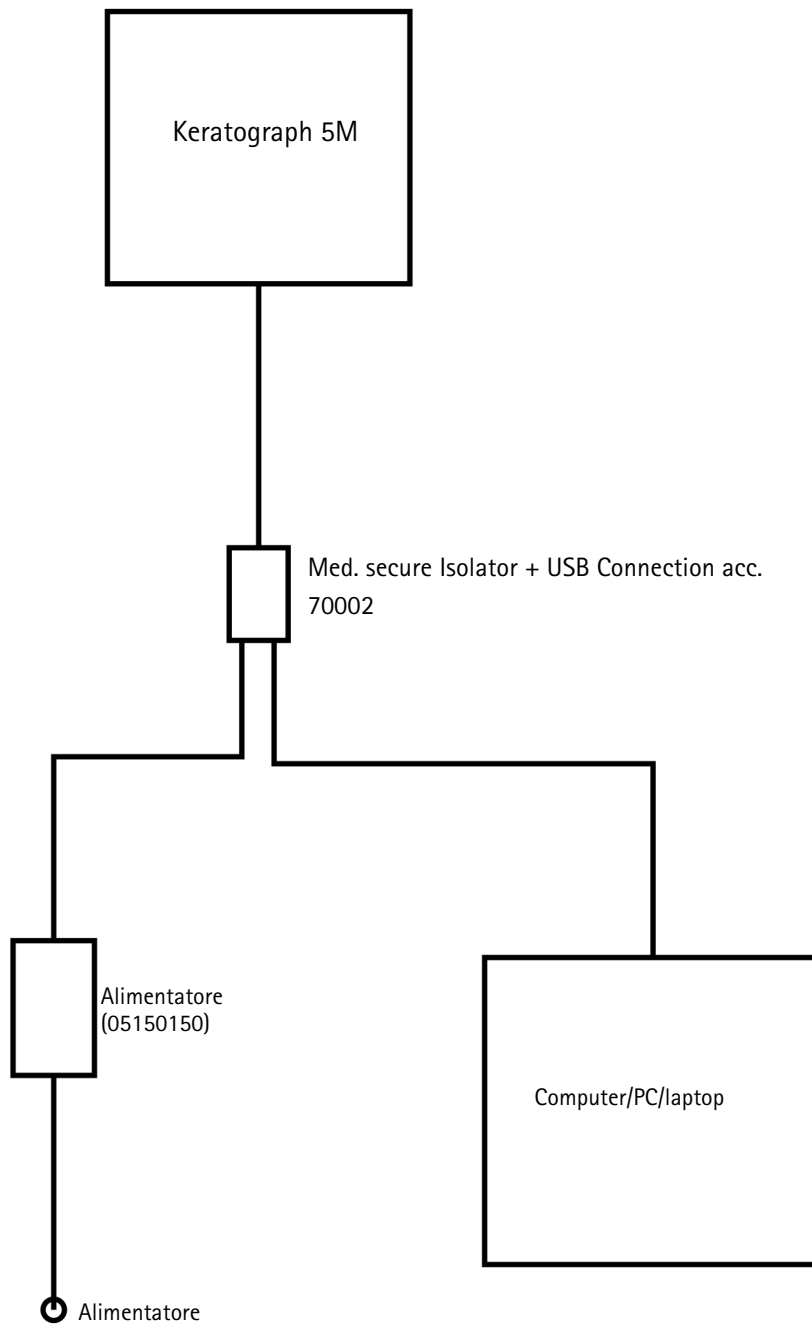 Keratograph 5M
Med. secure Isolator + USB Connection acc.
70002
Alimentatore
(05150150)
Computer/PC/laptop
Alimentatore